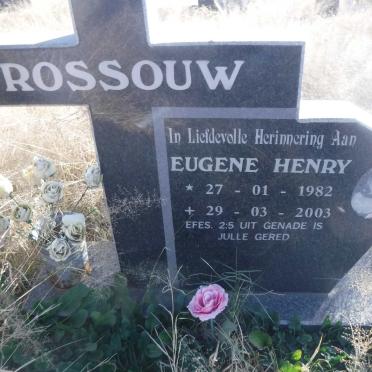 ROSSOUW
In Liefdevolle Herinnering Aan
EUGENE HENRY
* 27 - 01 - 1982
+ 29 - 03 - 2003
EFES. 2:5 UIT GENADE IS
JULLE GERED